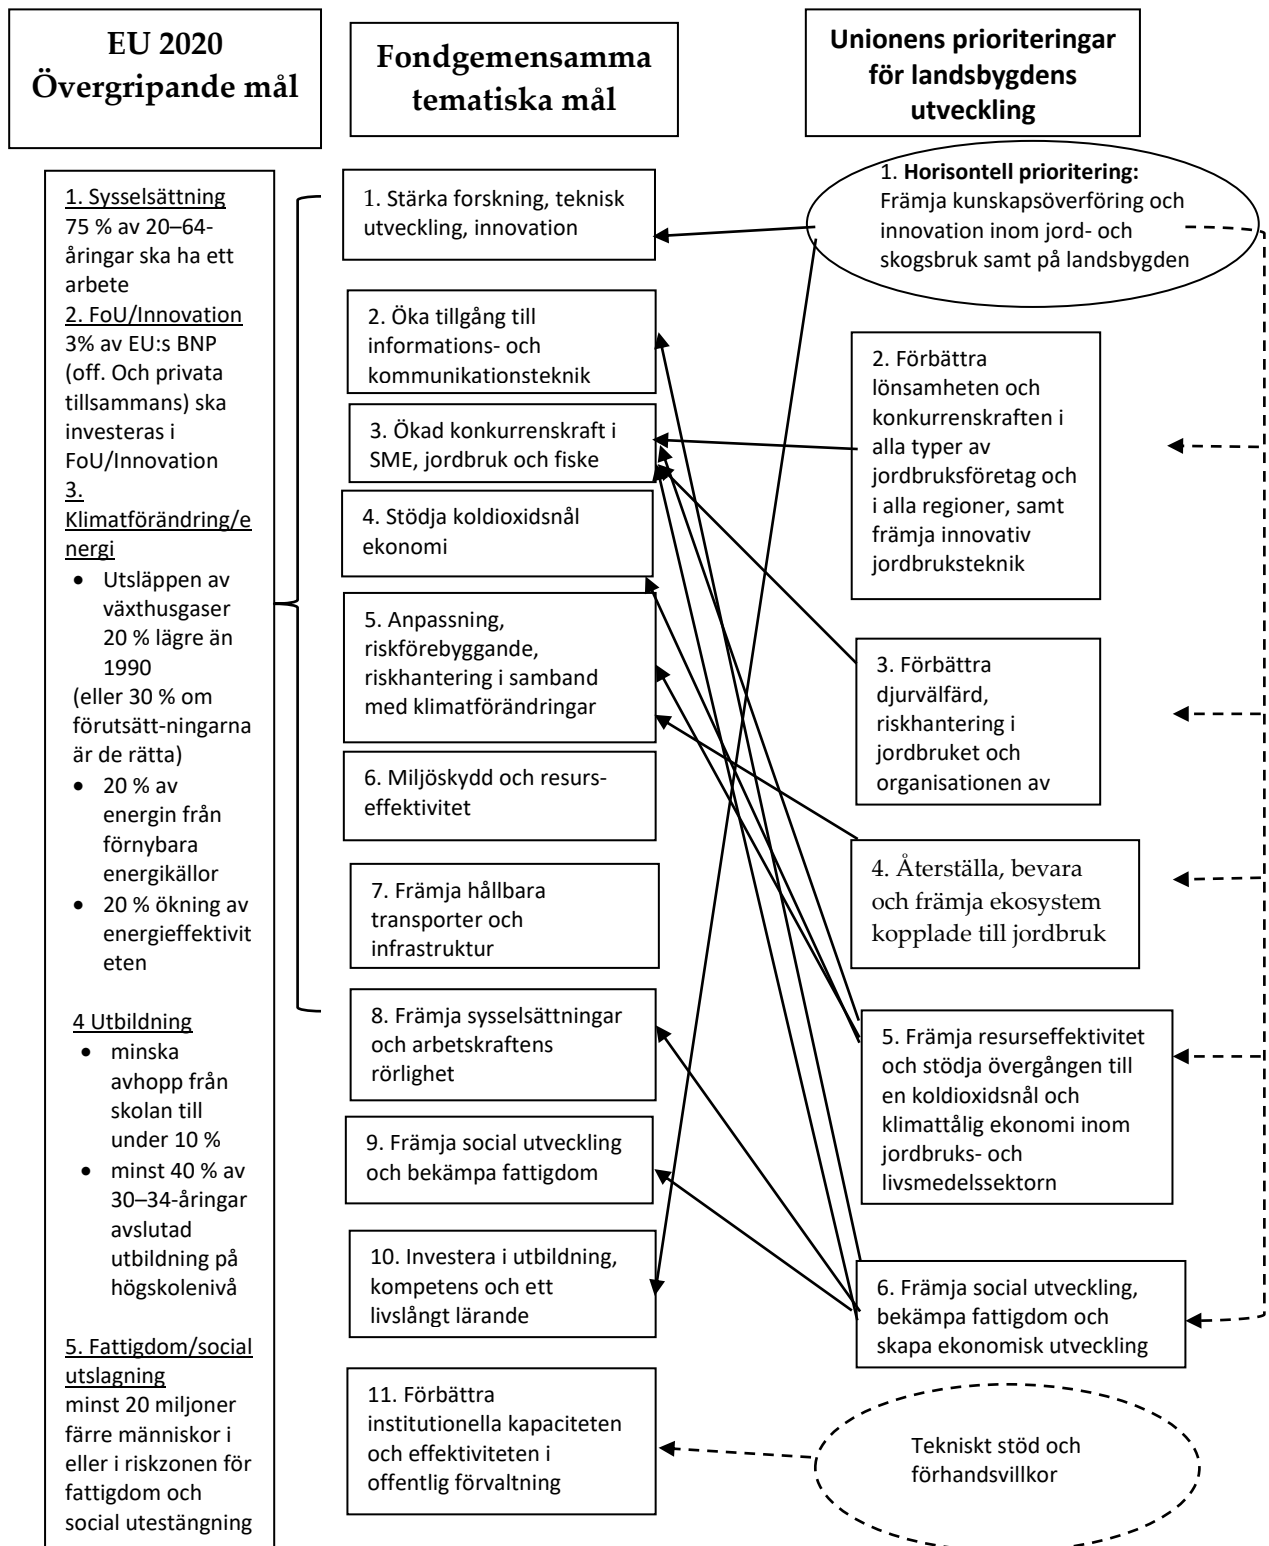 EU 2020
Övergripande mål
Fondgemensamma
tematiska mål
Unionens prioriteringar
för landsbygdens
utveckling
1. Sysselsättning
75 % av 20–64-
åringar ska ha ett
arbete
2. FoU/Innovation
3% av EU:s BNP
(off. Och privata
tillsammans) ska
investeras i
FoU/Innovation
3.
Klimatförändring/e
nergi
• Utsläppen av
växthusgaser
20 % lägre än
1990
(eller 30 % om
förutsätt-ningarna
är de rätta)
• 20 % av
energin från
förnybara
energikällor
• 20 % ökning av
energieffektivit
eten
4 Utbildning
• minska
avhopp från
skolan till
under 10 %
• minst 40 % av
30–34-åringar
avslutad
utbildning på
högskolenivå
5. Fattigdom/social
utslagning
minst 20 miljoner
färre människor i
eller i riskzonen för
fattigdom och
social utestängning
1. Stärka forskning, teknisk
utveckling, innovation
2. Öka tillgång till
informations- och
kommunikationsteknik
3. Ökad konkurrenskraft i
SME, jordbruk och fiske
4. Stödja koldioxidsnål
ekonomi
5. Anpassning,
riskförebyggande,
riskhantering i samband
med klimatförändringar
6. Miljöskydd och resurs-
effektivitet
7. Främja hållbara
transporter och
infrastruktur
8. Främja sysselsättningar
och arbetskraftens
rörlighet
9. Främja social utveckling
och bekämpa fattigdom
10. Investera i utbildning,
kompetens och ett
livslångt lärande
11. Förbättra
institutionella kapaciteten
och effektiviteten i
offentlig förvaltning
1. Horisontell prioritering:
Främja kunskapsöverföring och
innovation inom jord- och
skogsbruk samt på landsbygden
2. Förbättra
lönsamheten och
konkurrenskraften i
alla typer av
jordbruksföretag och
i alla regioner, samt
främja innovativ
jordbruksteknik
3. Förbättra
djurvälfärd,
riskhantering i
jordbruket och
organisationen av
4. Återställa, bevara
och främja ekosystem
kopplade till jordbruk
5. Främja resurseffektivitet
och stödja övergången till
en koldioxidsnål och
klimattålig ekonomi inom
jordbruks- och
livsmedelssektorn
6. Främja social utveckling,
bekämpa fattigdom och
skapa ekonomisk utveckling
Tekniskt stöd och
förhandsvillkor